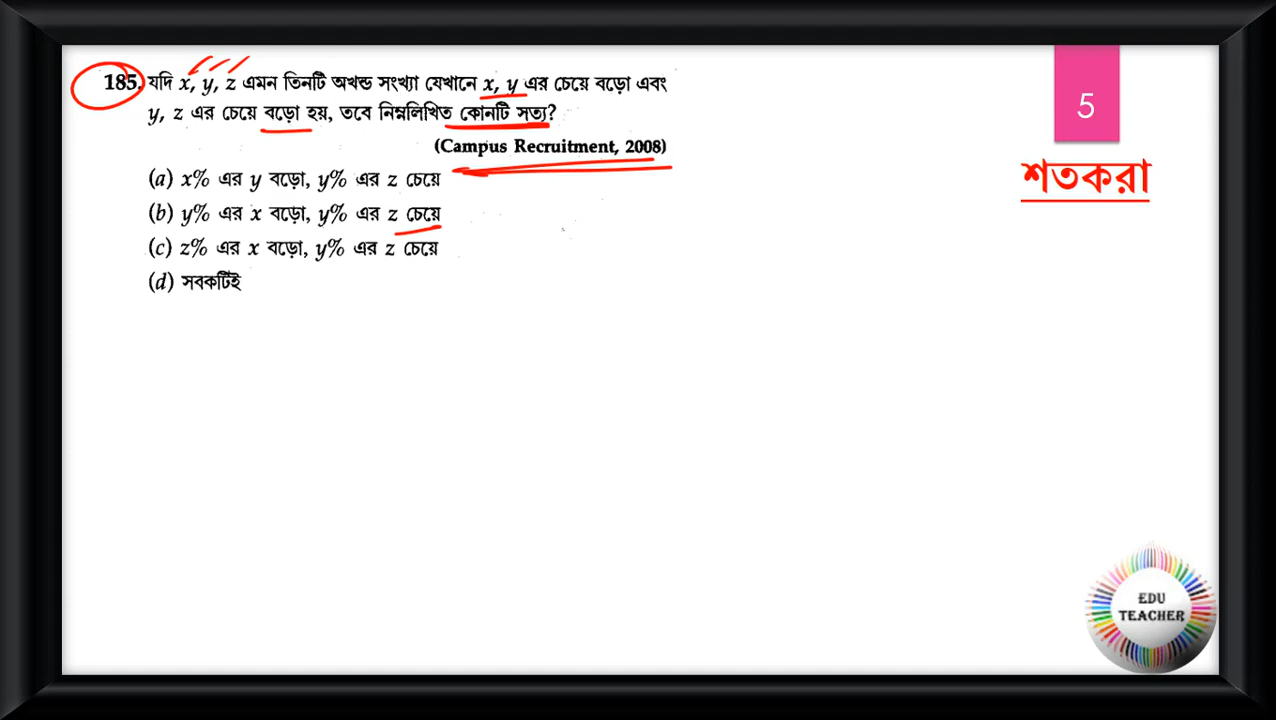 185. যদি x, y, z এমন তিনটি অখন্ড সংখ্যা যেখানে x, y এর চেয়ে বড়ো এবং
y, z এর চেয়ে বড়ো হয়, তবে নিম্নলিখিত কোনটি সত্য?
(Campus Recruitment, 2008)
(a) x% এর y বড়ো, y% এর z চেয়ে
(b) y% এর x বড়ো, y% এর z চেয়ে
(c) z% এর x বড়ো, y% এর z চেয়ে
(d) সবকটিই
5
শতকরা
EDU
TEACHER